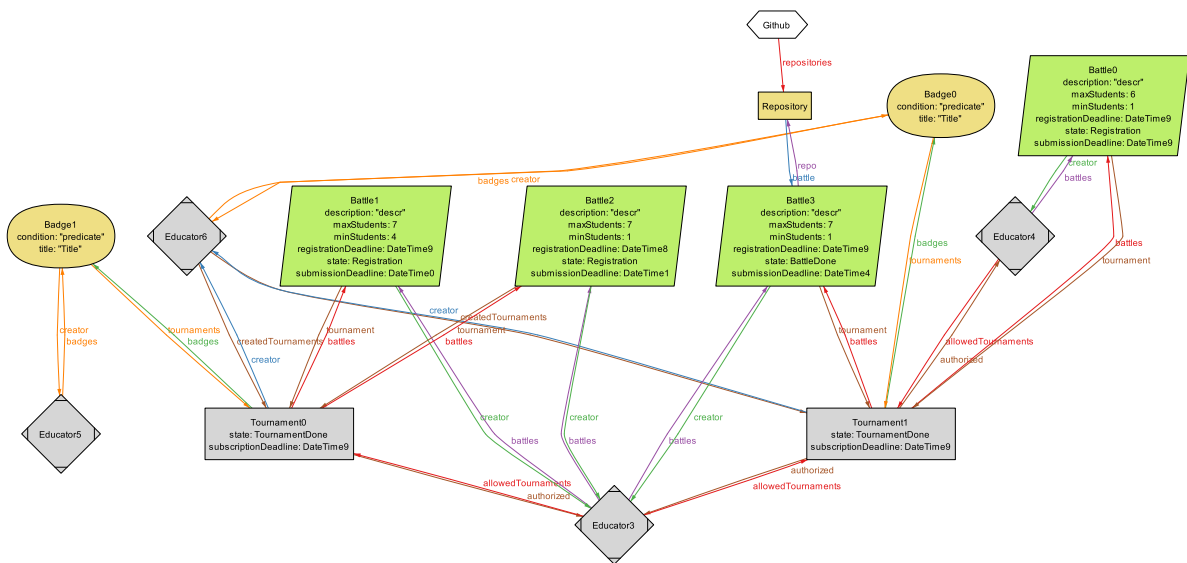 Github
repositories
Repository
Badge0
condition: "predicate"
title: "Title"
Battle0
description: "descr"
maxStudents: 6
minStudents: 1
registrationDeadline: DateTime9
state: Registration
submissionDeadline: DateTime9
repo
battle
badges
creator
creator
battles
Badge1
condition: "predicate"
title: "Title"
Educator6
Battle1
description: "descr"
maxStudents: 7
minStudents: 4
registrationDeadline: DateTime9
state: Registration
submissionDeadline: DateTime0
Battle2
description: "descr"
maxStudents: 7
minStudents: 1
registrationDeadline: DateTime8
state: Registration
submissionDeadline: DateTime1
Battle3
description: "descr"
maxStudents: 7
minStudents: 1
registrationDeadline: DateTime9
state: BattleDone
submissionDeadline: DateTime4
Educator4
badges
tournaments
battles
tournament
creator
createdTournaments
creator
badges
tournaments
badges
createdTournaments
creator
tournament
battles
tournament
battles
tournament
battles
allowedTournaments
authorized
Educator5
Tournament0
state: TournamentDone
subscriptionDeadline: DateTime9
creator
battles
creator
battles
creator
battles
Tournament1
state: TournamentDone
subscriptionDeadline: DateTime9
allowedTournaments
authorized
authorized
allowedTournaments
Educator3